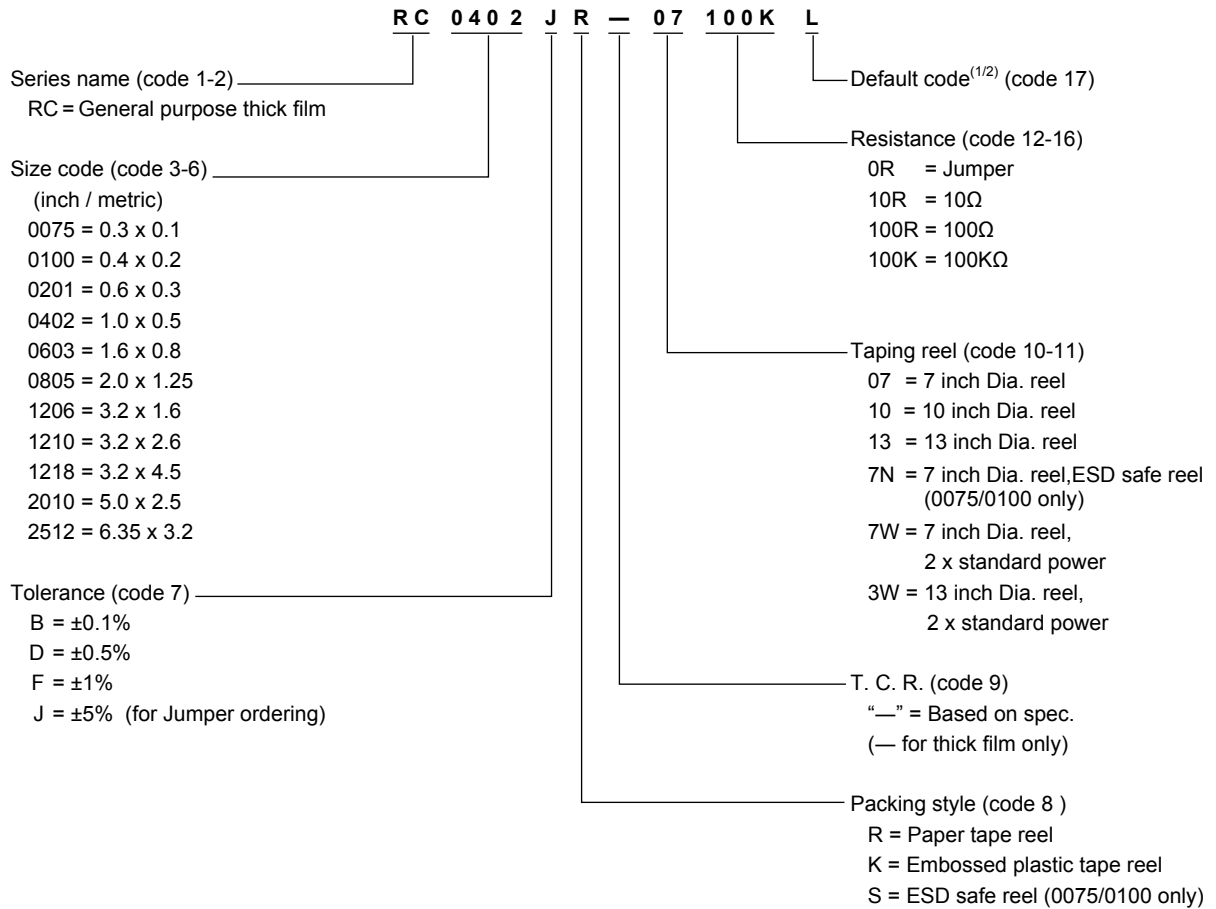 RC 0402 J R — 07 100K L
Series name (code 1-2)
RC = General purpose thick film
Size code (code 3-6)
(inch / metric)
0075 = 0.3 x 0.1
0100 = 0.4 x 0.2
0201 = 0.6 x 0.3
0402 = 1.0 x 0.5
0603 = 1.6 x 0.8
0805 = 2.0 x 1.25
1206 = 3.2 x 1.6
1210 = 3.2 x 2.6
1218 = 3.2 x 4.5
2010 = 5.0 x 2.5
2512 = 6.35 x 3.2
Tolerance (code 7)
B = ±0.1%
D = ±0.5%
F = ±1%
J = ±5% (for Jumper ordering)
Default code(1/2) (code 17)
Resistance (code 12-16)
0R = Jumper
10R = 10Ω
100R = 100Ω
100K = 100KΩ
Taping reel (code 10-11)
07 = 7 inch Dia. reel
10 = 10 inch Dia. reel
13 = 13 inch Dia. reel
7N = 7 inch Dia. reel,ESD safe reel
(0075/0100 only)
7W = 7 inch Dia. reel,
2 x standard power
3W = 13 inch Dia. reel,
2 x standard power
T. C. R. (code 9)
“—” = Based on spec.
(— for thick film only)
Packing style (code 8 )
R = Paper tape reel
K = Embossed plastic tape reel
S = ESD safe reel (0075/0100 only)